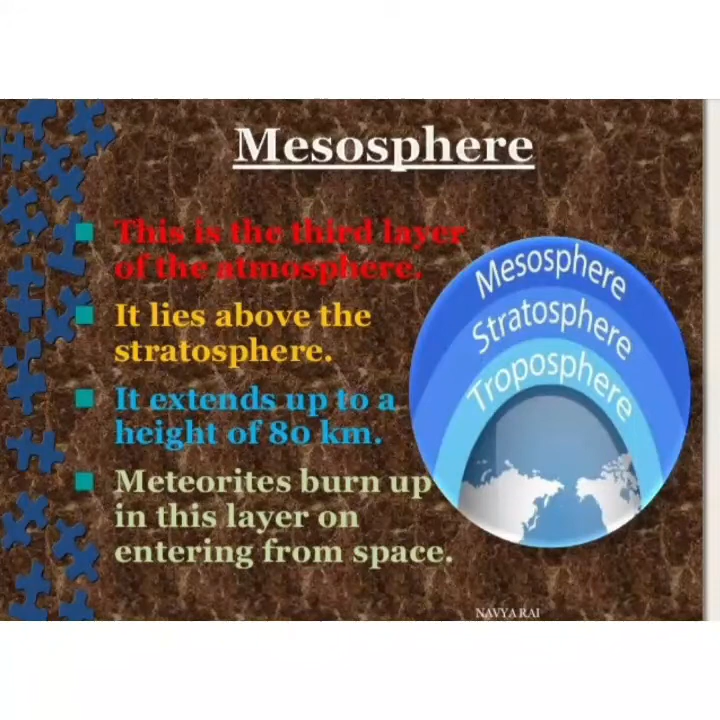 Mesosphere
This is the third layer
of the atmosphere.
It lies above the
stratosphere.
It extends up to a
height of 80 km.
Meteorites burn up
in this layer on
entering from space.
Mesosphere
Stratosphere
Troposphere
NAVYA RAI